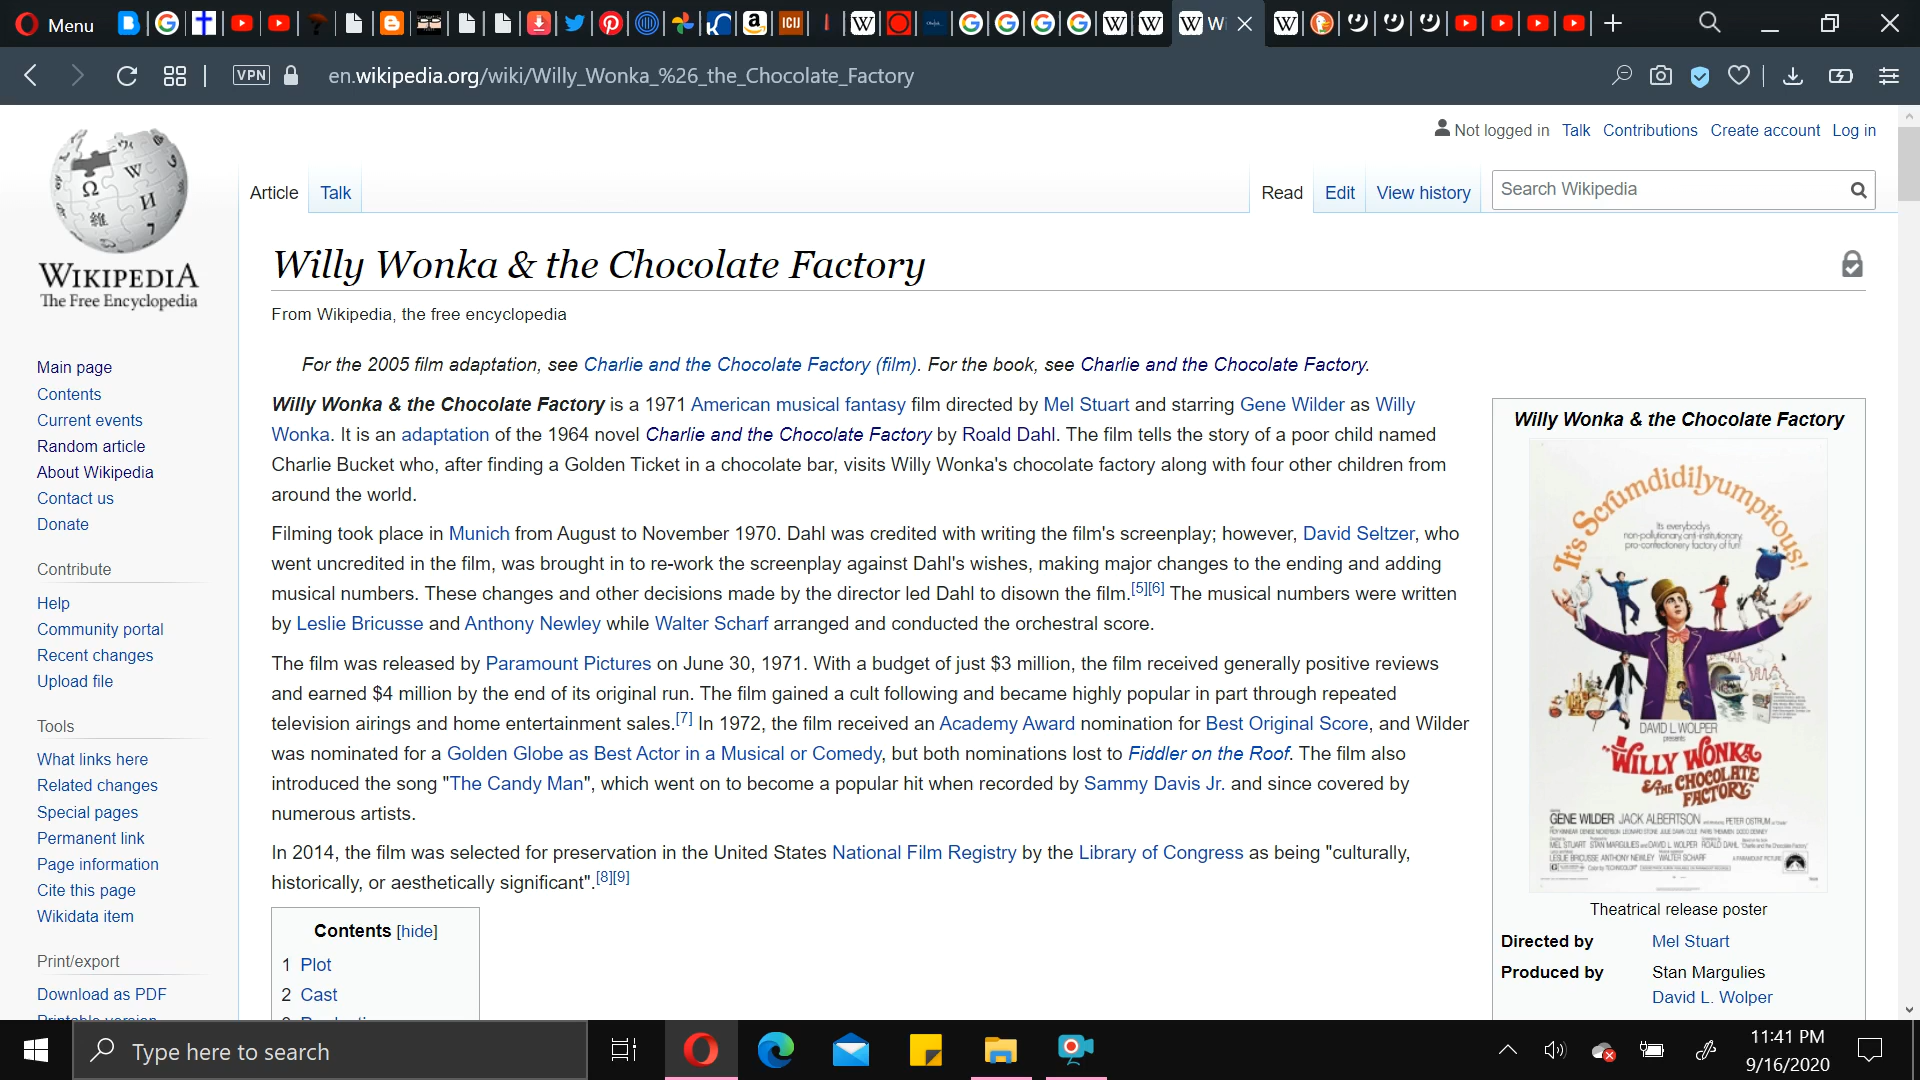 Menu
VPN
en.wikipedia.org/wiki/Willy_Wonka_%26_the_Chocolate_Factory
Not logged in Talk Contributions Create account Log in
Article Talk Read Edit View history Search Wikipedia
WIKIPEDIA
The Free Encyclopedia
Main page
Contents
Current events
Random article
About Wikipedia
Contact us
Donate
Contribute
Help
Community portal
Recent changes
Upload file
Tools
What links here
Related changes
Special pages
Permanent link
Page information
Cite this page
Wikidata item
Print/export
Download as PDF
Printable version
Willy Wonka & the Chocolate Factory
From Wikipedia, the free encyclopedia
For the 2005 film adaptation, see Charlie and the Chocolate Factory (film). For the book, see Charlie and the Chocolate Factory.
Willy Wonka & the Chocolate Factory is a 1971 American musical fantasy film directed by Mel Stuart and starring Gene Wilder as Willy
Wonka. It is an adaptation of the 1964 novel Charlie and the Chocolate Factory by Roald Dahl. The film tells the story of a poor child named
Charlie Bucket who, after finding a Golden Ticket in a chocolate bar, visits Willy Wonka's chocolate factory along with four other children from
around the world.
Filming took place in Munich from August to November 1970. Dahl was credited with writing the film's screenplay; however, David Seltzer, who
went uncredited in the film, was brought in to re-work the screenplay against Dahl's wishes, making major changes to the ending and adding
musical numbers. These changes and other decisions made by the director led Dahl to disown the film.[5][6] The musical numbers were written
by Leslie Bricusse and Anthony Newley while Walter Scharf arranged and conducted the orchestral score.
The film was released by Paramount Pictures on June 30, 1971. With a budget of just $3 million, the film received generally positive reviews
and earned $4 million by the end of its original run. The film gained a cult following and became highly popular in part through repeated
television airings and home entertainment sales.[7] In 1972, the film received an Academy Award nomination for Best Original Score, and Wilder
was nominated for a Golden Globe as Best Actor in a Musical or Comedy, but both nominations lost to Fiddler on the Roof. The film also
introduced the song "The Candy Man", which went on to become a popular hit when recorded by Sammy Davis Jr. and since covered by
numerous artists.
In 2014, the film was selected for preservation in the United States National Film Registry by the Library of Congress as being "culturally,
historically, or aesthetically significant".[8][9]
Contents [hide]
1 Plot
2 Cast
Willy Wonka & the Chocolate Factory
It's Scrumdidilyumptious!
It's everybody's
non-pollutionary, anti-institutionary,
pro-confectionery factory of fun!
DAVID L. WOLPER
presents
WILLY WONKA
& THE CHOCOLATE
FACTORY
GENE WILDER JACK ALBERTSON PETER OSTRUM
Theatrical release poster
Directed by Mel Stuart
Produced by Stan Margulies
David L. Wolper
Type here to search
11:41 PM
9/16/2020